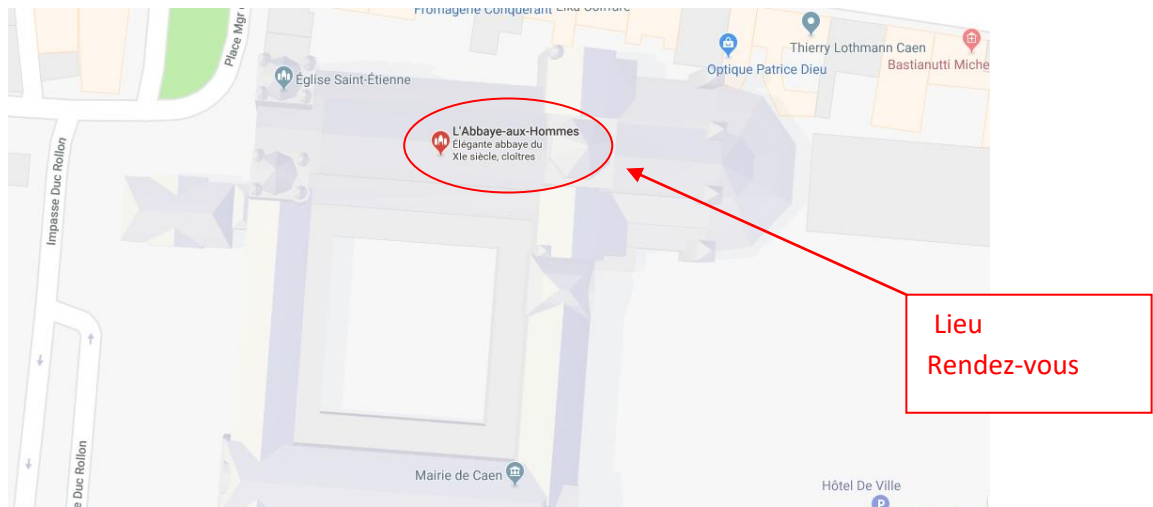 Fromagerie Conquérant
Place Mgr
Thierry Lothmann Caen
Optique Patrice Dieu
Bastianutti Miche
Église Saint-Étienne
L'Abbaye-aux-Hommes
Élégante abbaye du
XIe siècle, cloîtres
Impasse Duc Rollon
Lieu
Rendez-vous
Duc Rollon
Mairie de Caen
Hôtel De Ville
P